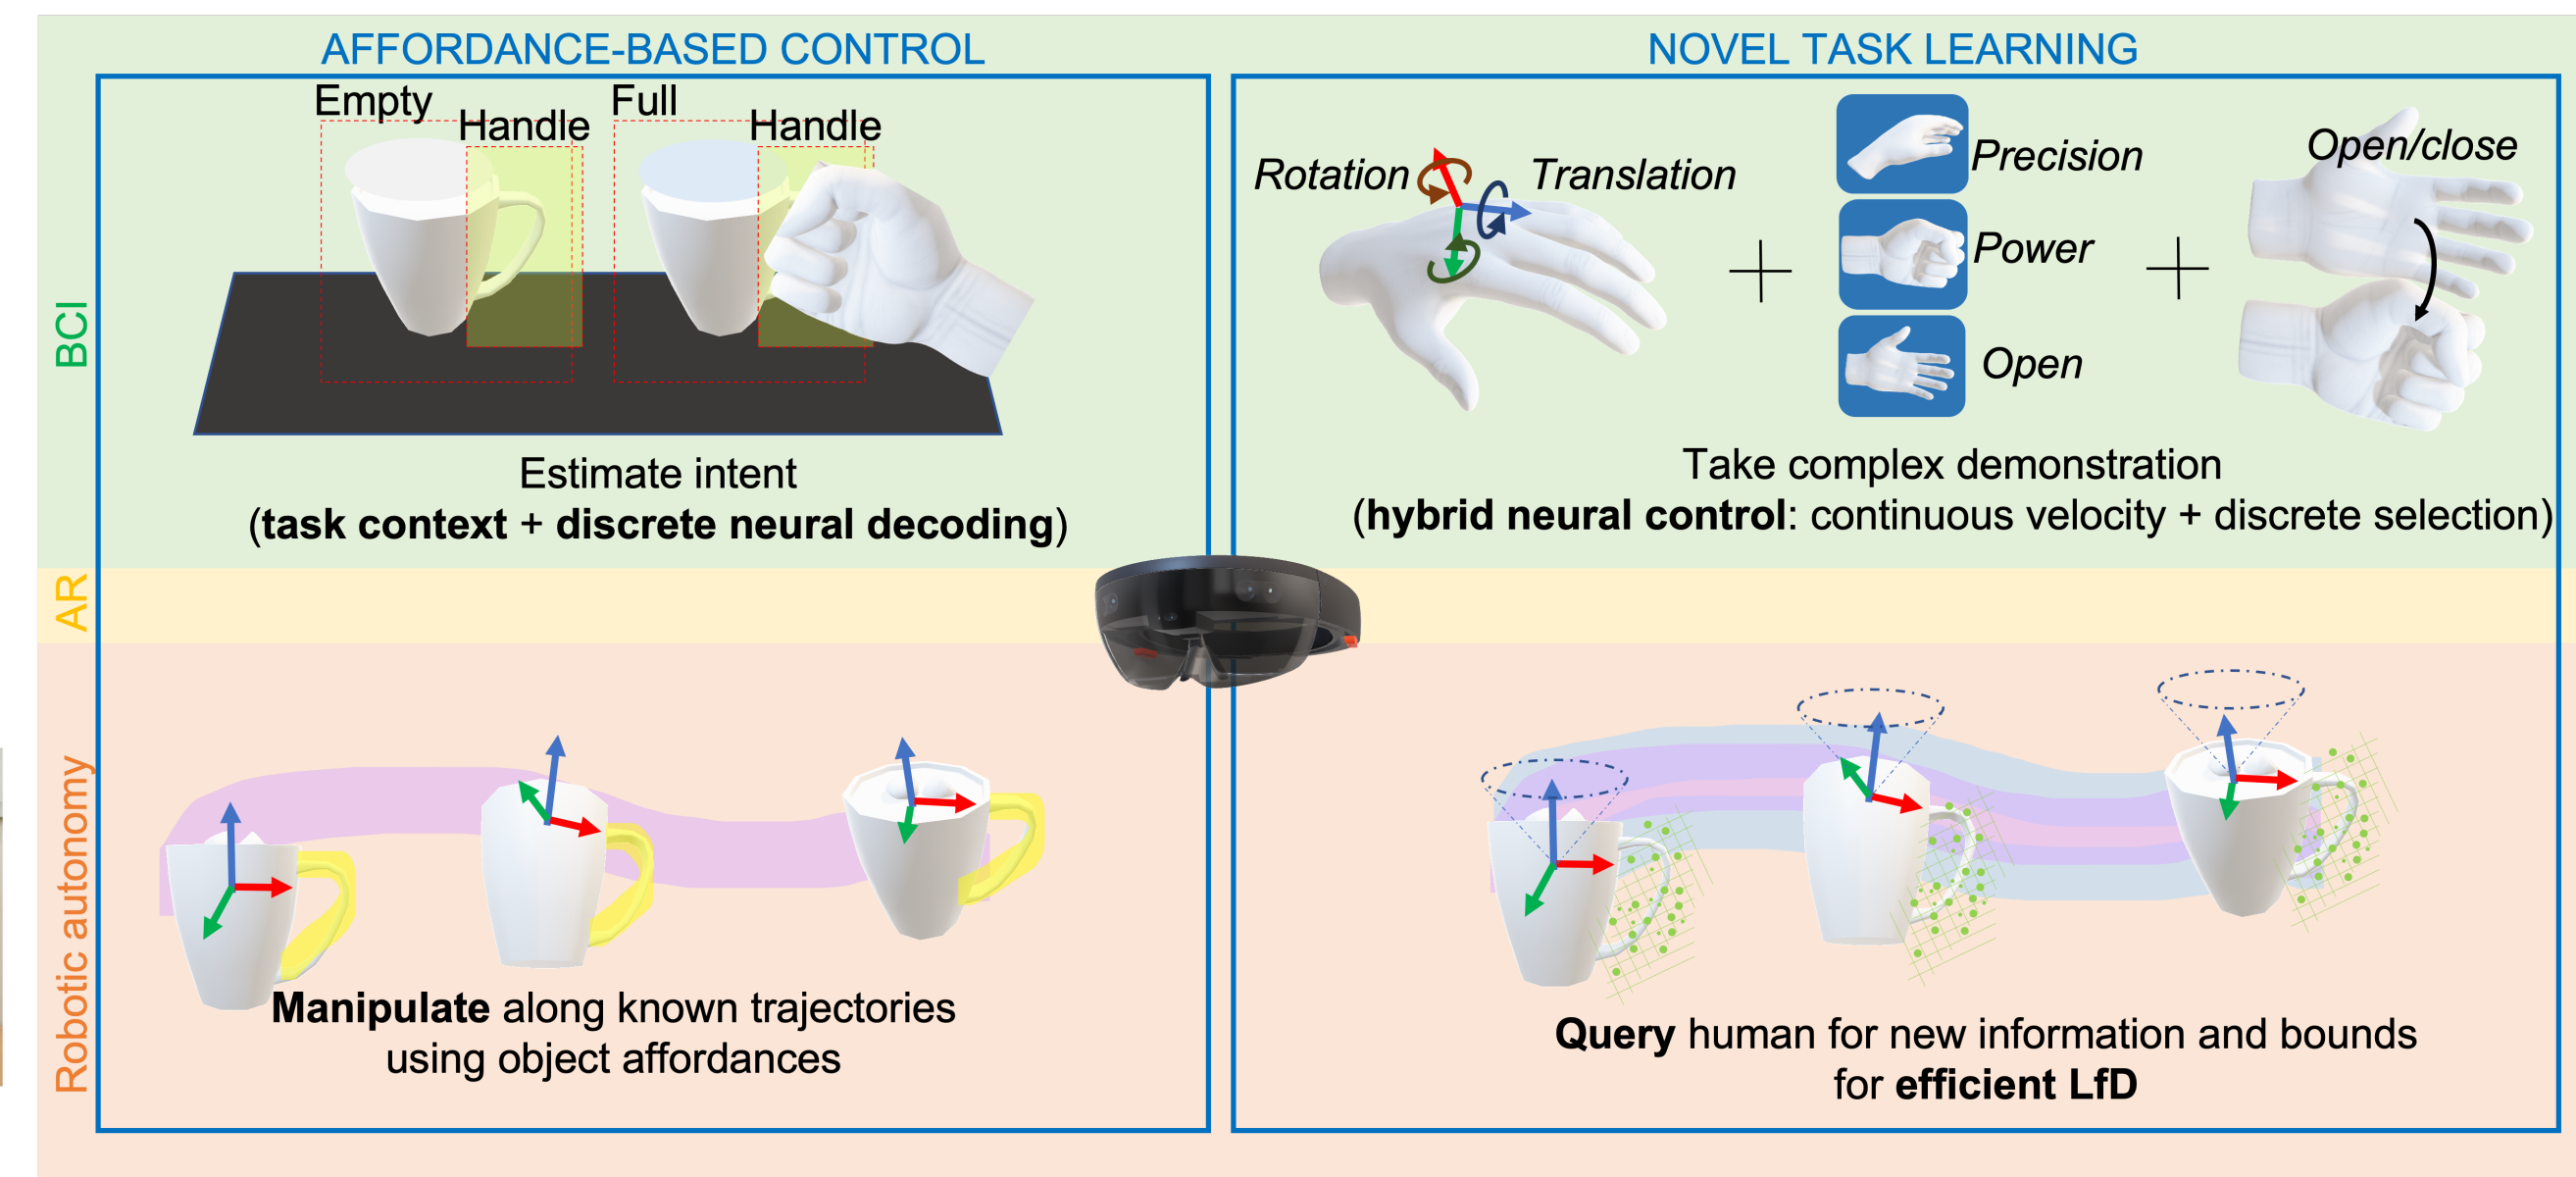 AFFORDANCE-BASED CONTROL
Empty
Full
Handle
Handle
Estimate intent
(task context + discrete neural decoding)
NOVEL TASK LEARNING
Rotation
Translation
Precision
Power
Open
Open/close
Take complex demonstration
(hybrid neural control: continuous velocity + discrete selection)
BCI
AR
Robotic autonomy
Manipulate along known trajectories
using object affordances
Query human for new information and bounds
for efficient LfD